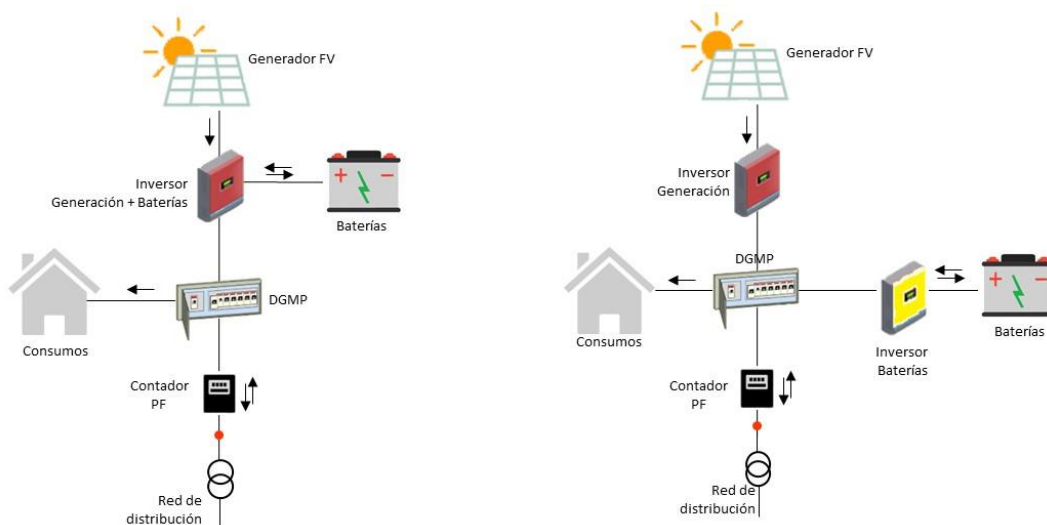 Generador FV
Inversor
Generación + Baterías
Baterías
DGMP
Consumos
Contador
PF
Red de
distribución
Generador FV
Inversor
Generación
DGMP
Consumos
Baterías
Inversor
Baterías
Contador
PF
Red de
distribución